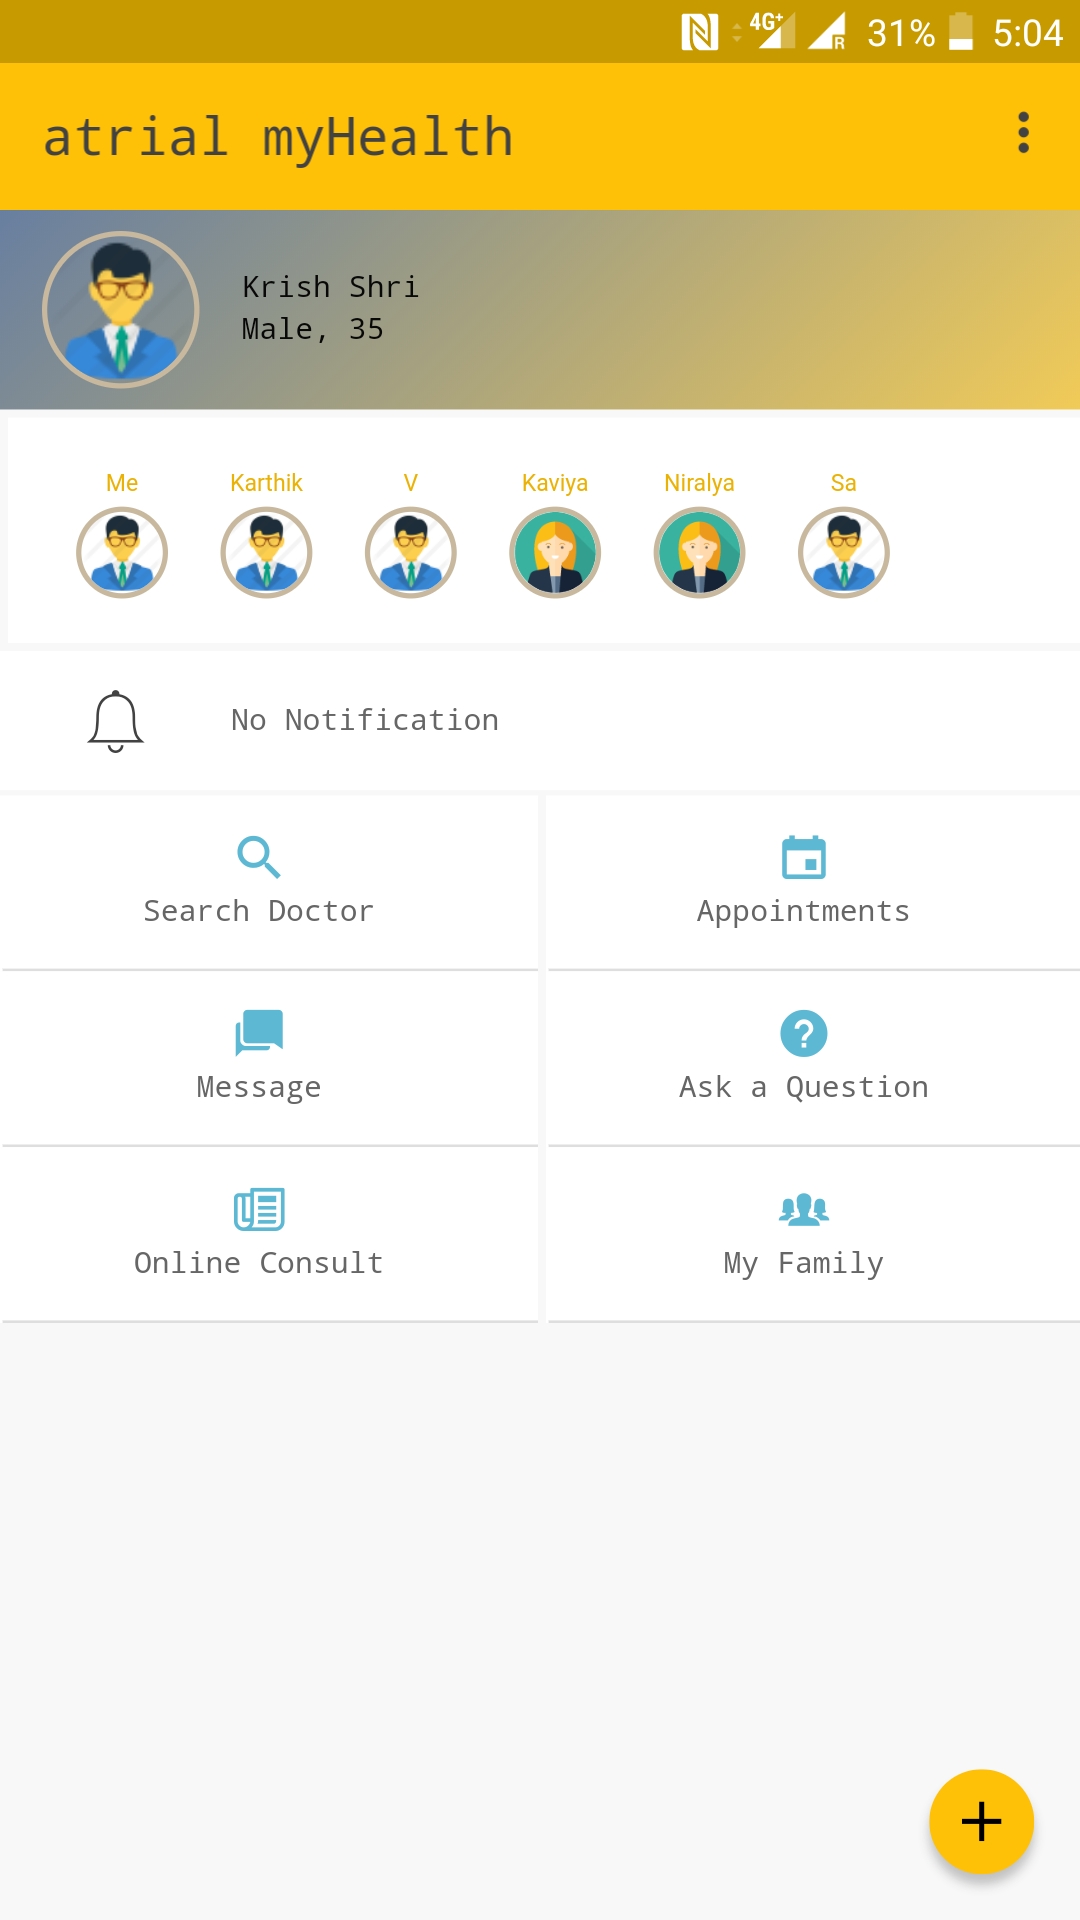 4G+ R 31% 5:04
atrial myHealth
Krish Shri
Male, 35
Me Karthik V Kaviya Niralya Sa
No Notification
Search Doctor Appointments
Message Ask a Question
Online Consult My Family